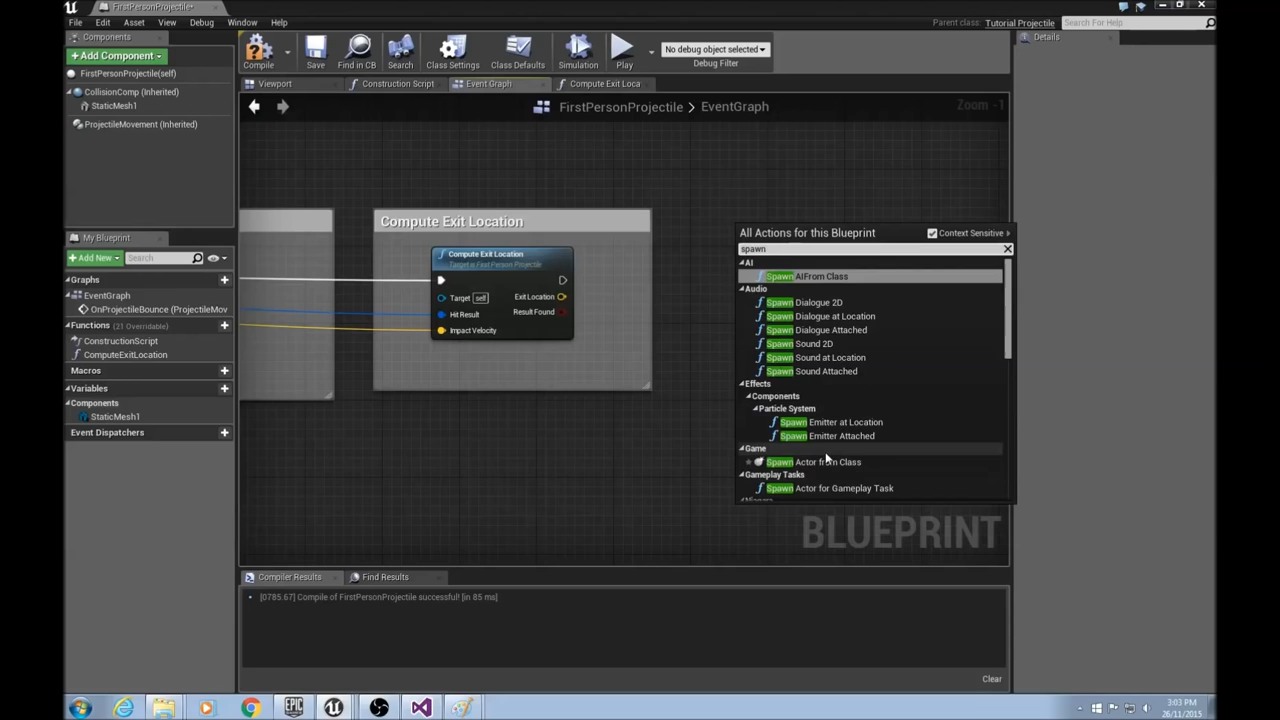 FirstPersonProjectile*
File Edit Asset View Debug Window Help
Parent class: Tutorial Projectile
Search For Help
Components
Details
Add Component
Compile
Save
Find in CB
Search
Class Settings
Class Defaults
Simulation
Play
No debug object selected
Debug Filter
FirstPersonProjectile(self)
Viewport
Construction Script
Event Graph
Compute Exit Loca
CollisionComp (Inherited)
StaticMesh1
FirstPersonProjectile > EventGraph
Zoom -1
ProjectileMovement (Inherited)
Compute Exit Location
Compute Exit Location
Target is First Person Projectile
Target self
Exit Location
Hit Result
Result Found
Impact Velocity
All Actions for this Blueprint
Context Sensitive
spawn
AI
Spawn AIFrom Class
Audio
Spawn Dialogue 2D
Spawn Dialogue at Location
Spawn Dialogue Attached
Spawn Sound 2D
Spawn Sound at Location
Spawn Sound Attached
Effects
Components
Particle System
Spawn Emitter at Location
Spawn Emitter Attached
Game
Spawn Actor from Class
Gameplay Tasks
Spawn Actor for Gameplay Task
My Blueprint
Add New
Search
Graphs
EventGraph
OnProjectileBounce (ProjectileMov
Functions (21 Overridable)
ConstructionScript
ComputeExitLocation
Macros
Variables
Components
StaticMesh1
Event Dispatchers
BLUEPRINT
Compiler Results
Find Results
[0785.67] Compile of FirstPersonProjectile successful! [in 85 ms]
Clear
EPIC
3:03 PM
26/11/2015